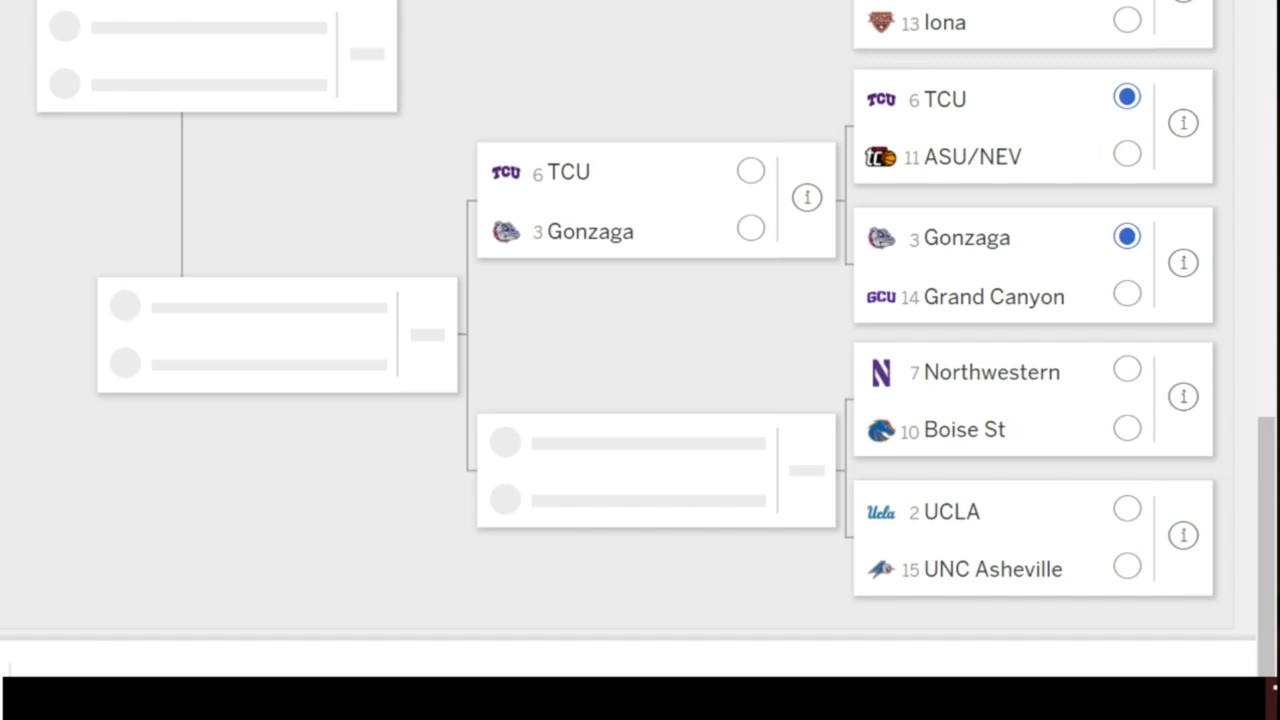 13 Iona
TCU 6 TCU
11 ASU/NEV
TCU 6 TCU
3 Gonzaga
3 Gonzaga
GCU 14 Grand Canyon
N 7 Northwestern
10 Boise St
Ucla 2 UCLA
15 UNC Asheville